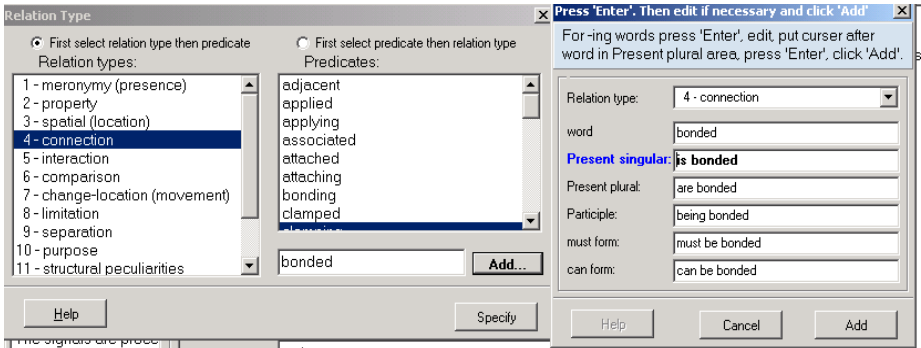 Relation Type
First select relation type then predicate
First select predicate then relation type
Relation types:
1 - meronymy (presence)
2 - property
3 - spatial (location)
4 - connection
5 - interaction
6 - comparison
7 - change-location (movement)
8 - limitation
9 - separation
10 - purpose
11 - structural peculiarities
Predicates:
adjacent
applied
applying
associated
attached
attaching
bonding
clamped
clamping
bonded
Add...
Help
Specify
Press 'Enter'. Then edit if necessary and click 'Add'
For -ing words press 'Enter', edit, put curser after
word in Present plural area, press 'Enter', click 'Add'.
Relation type:
4 - connection
word
bonded
Present singular:
is bonded
Present plural:
are bonded
Participle:
being bonded
must form:
must be bonded
can form:
can be bonded
Help
Cancel
Add
The signals are proce